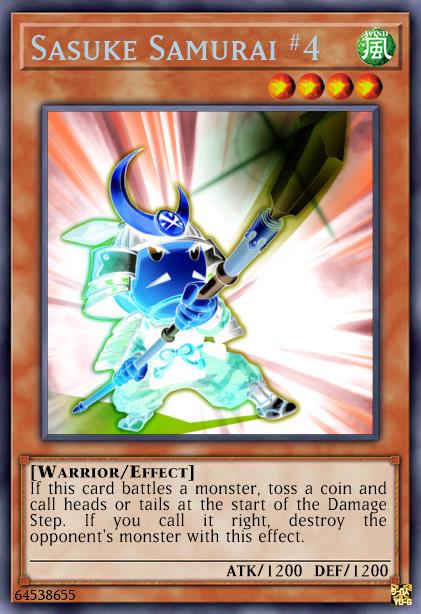 SASUKE SAMURAI #4
WIND
風
[WARRIOR/EFFECT]
If this card battles a monster, toss a coin and
call heads or tails at the start of the Damage
Step. If you call it right, destroy the
opponent's monster with this effect.
ATK/1200 DEF/1200
64538655